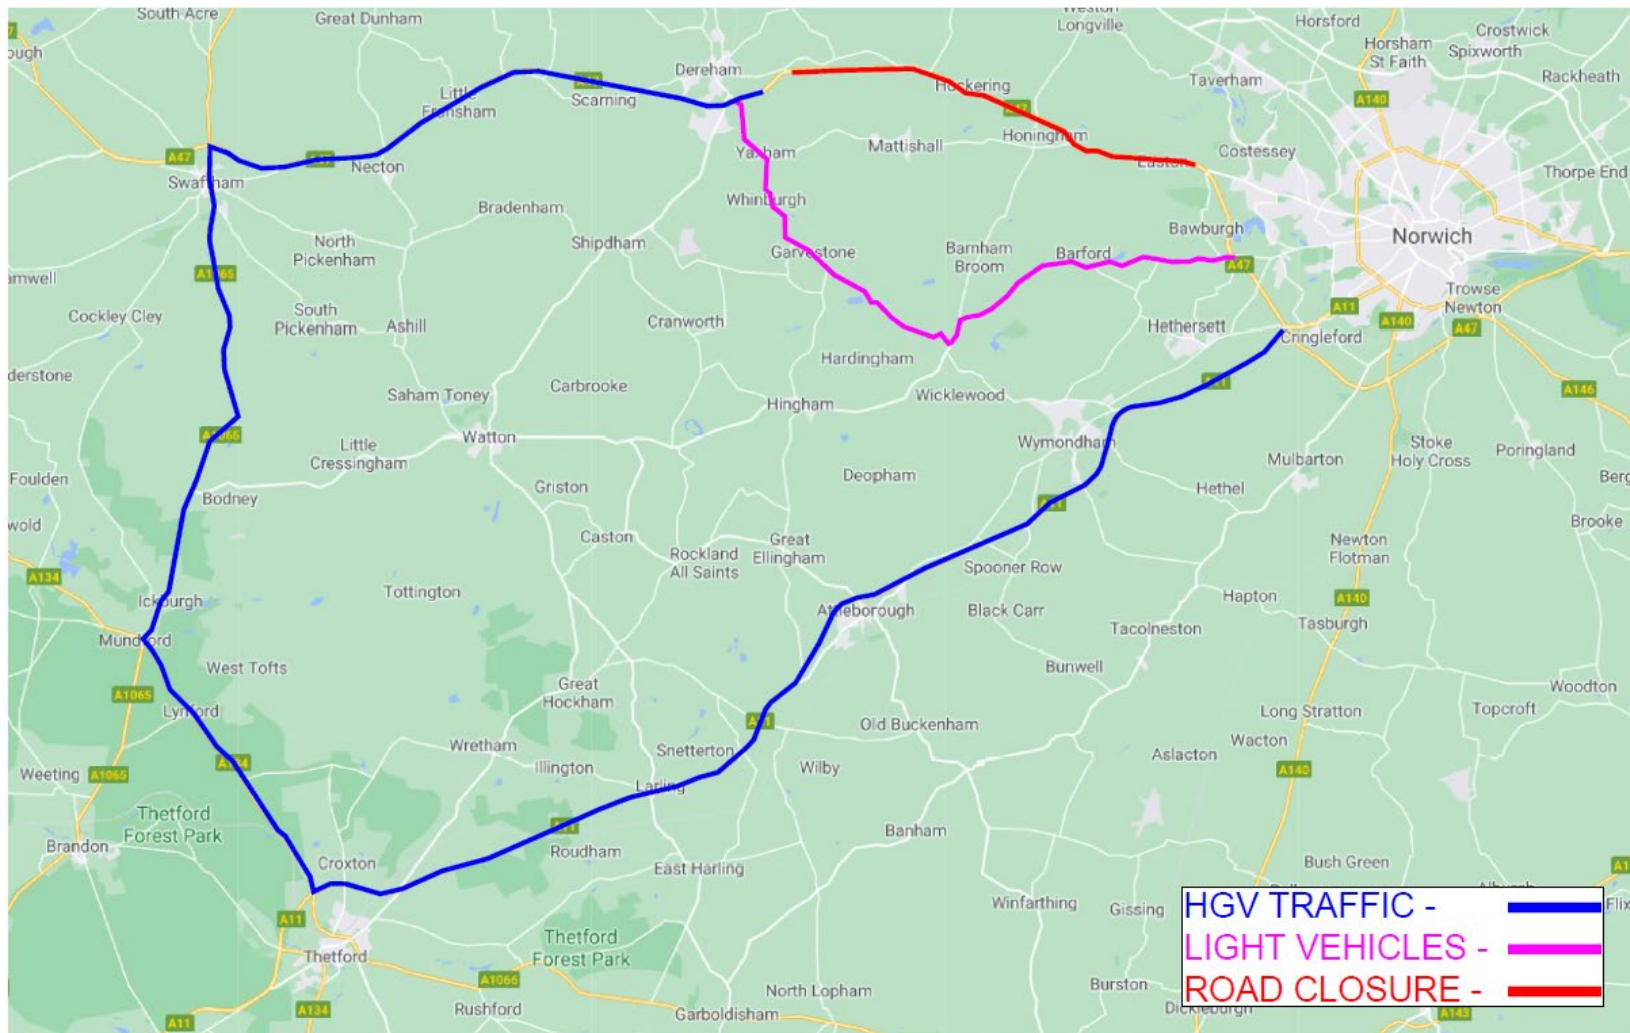 South Acre
Great Dunham
Weston
Longville
Horsford
Crostwick
Horsham
St Faith
Spixworth
Rackheath
Taverham
Dereham
Little
Fransham
Scarning
Hockering
A47
A140
Honingham
Mattishall
Yaxham
Easton
Costessey
Thorpe End
A47
Necton
Swaffham
Whinburgh
Bradenham
Shipdham
Garvestone
Barnham
Broom
Barford
Bawburgh
Norwich
North
Pickenham
A1065
A47
Trowse
Newton
Cockley Cley
South
Pickenham
Ashill
Cranworth
Hethersett
A11
A140
A47
Cringleford
Hardingham
Saham Toney
Carbrooke
Wicklewood
A146
Hingham
A1065
Little
Cressingham
Watton
Wymondham
Stoke
Holy Cross
Poringland
Mulbarton
Foulden
Bodney
Griston
Deopham
Hethel
Brooke
Caston
Rockland
All Saints
Great
Ellingham
Spooner Row
Newton
Flotman
A134
Ickburgh
Tottington
Attleborough
Black Carr
Hapton
A140
Tasburgh
Mundford
West Tofts
Tacolneston
Bunwell
A1065
Lynford
Great
Hockham
Old Buckenham
Long Stratton
Topcroft
Woodton
Wretham
Snetterton
Wacton
Aslacton
Weeting
A1065
Illington
Larling
Wilby
A140
Thetford
Forest Park
Banham
Brandon
Croxton
Roudham
East Harling
Bush Green
A11
Winfarthing
Gissing
Thetford
Thetford
Forest Park
A1066
North Lopham
Burston
A11
A134
Rushford
Garboldisham
Dickleburgh
A143
HGV TRAFFIC -
LIGHT VEHICLES -
ROAD CLOSURE -